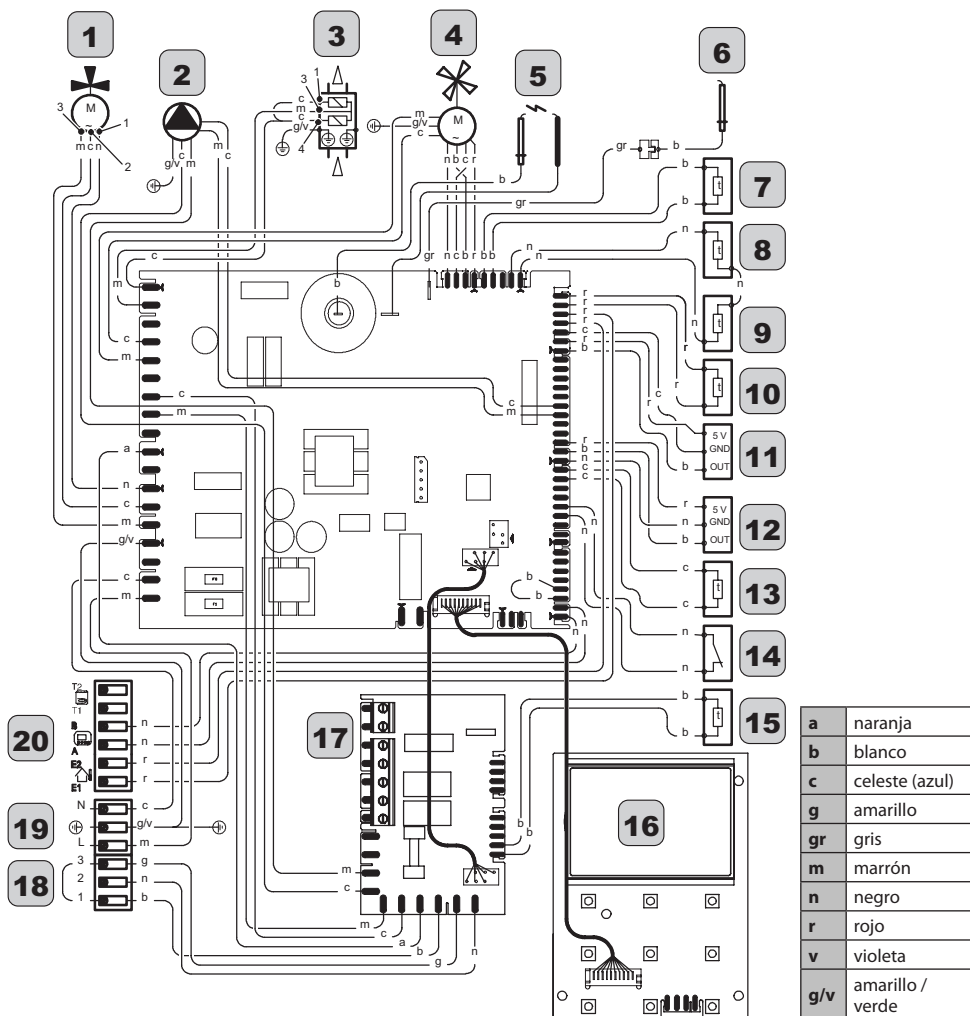 1
2
3
4
5
6
3
M
1
m c n
2
g/v
c
m
m
c
1
3
c
m
c
g/v
4
m
g/v
c
M
~
n b c r
b
gr
gr
b
b
t
b
7
n
t
n
8
n
t
9
r
t
r
10
r
c
5 V
GND
b
OUT
11
r
5 V
n
GND
b
OUT
12
c
t
c
13
n
n
14
b
t
b
15
c
m
gr n c b r b b
n
n
b
r
r
r
c
r
b
c
m
c
m
c
m
a
n
c
m
g/v
c
m
r
b
n
c
c
n
n
b
b
n
n
T2
T1
B
A
E2
E1
n
n
r
r
20
N
c
g/v
L
m
19
3
g
2
n
1
b
18
17
b
b
m
c
m
c
a
b
b
g
n
16
a naranja
b blanco
c celeste (azul)
g amarillo
gr gris
m marrón
n negro
r rojo
v violeta
g/v amarillo /
verde